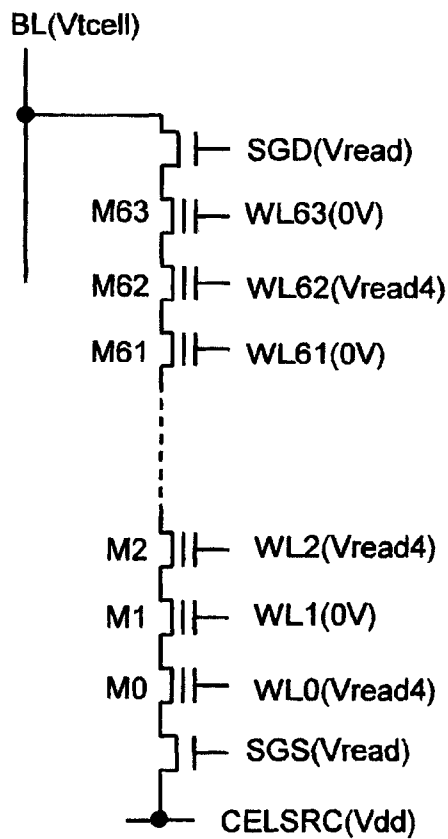 BL(Vtcell)
SGD(Vread)
M63 WL63(0V)
M62 WL62(Vread4)
M61 WL61(0V)
M2 WL2(Vread4)
M1 WL1(0V)
M0 WL0(Vread4)
SGS(Vread)
CELSRC(Vdd)